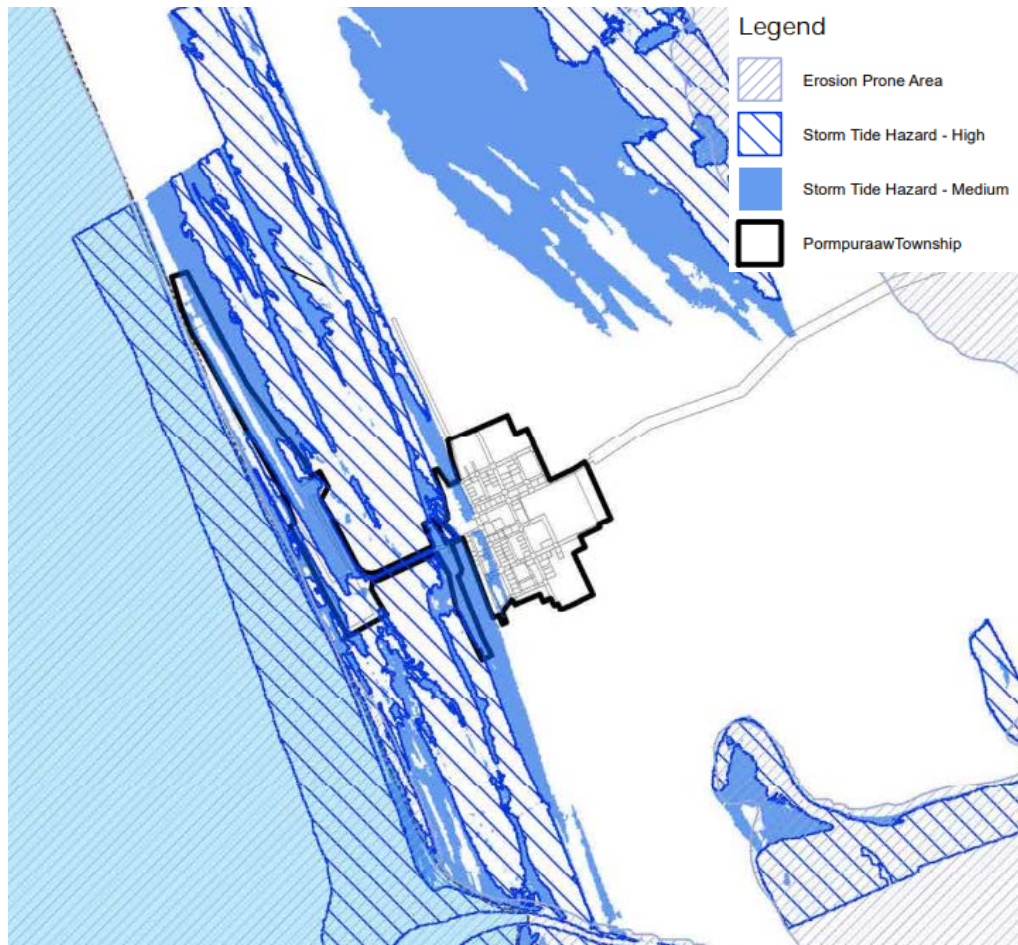 Legend
Erosion Prone Area
Storm Tide Hazard - High
Storm Tide Hazard - Medium
PormpuraawTownship